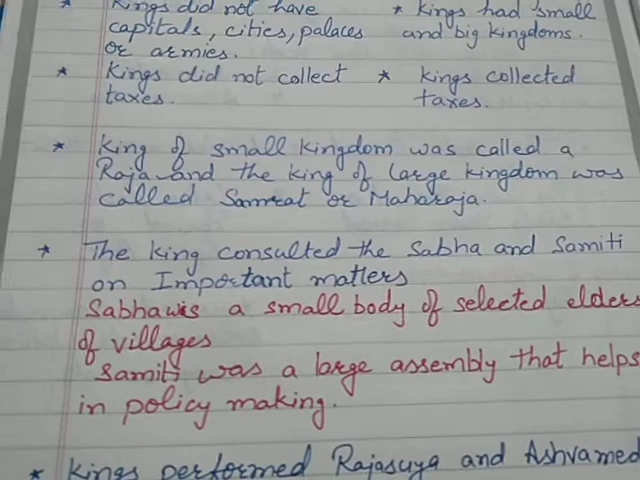 * Kings did not have * Kings had small
capitals, cities, palaces and big kingdoms.
or armies.
* Kings did not collect * Kings collected
taxes. taxes.
* King of small kingdom was called a
Raja and the king of large kingdom was
called Samrat or Maharaja.
* The king consulted the Sabha and Samiti
on Important matters
Sabha is a small body of selected elders
of villages
Samiti was a large assembly that helps
in policy making.
* Kings performed Rajasuya and Ashvamed